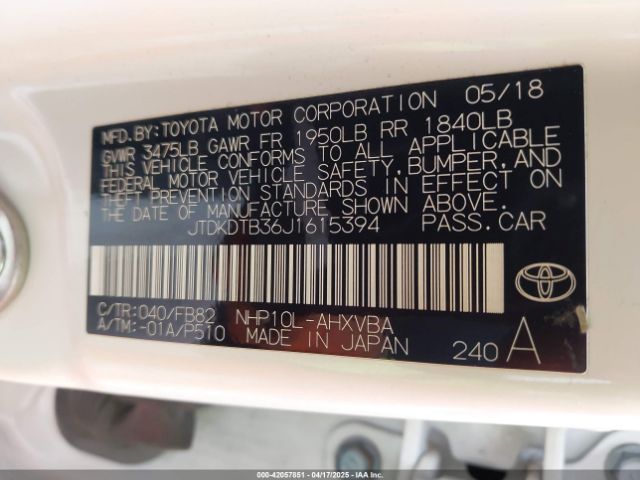 MFD. BY: TOYOTA MOTOR CORPORATION 05/18
GVWR 3475LB GAWR FR 1950LB RR 1840LB
THIS VEHICLE CONFORMS TO ALL APPLICABLE
FEDERAL MOTOR VEHICLE SAFETY, BUMPER, AND
THEFT PREVENTION STANDARDS IN EFFECT ON
THE DATE OF MANUFACTURE SHOWN ABOVE.
JTDKDTB36J1615394 PASS. CAR
C/TR: 040/FB82 NHP10L-AHXVBA
A/TM: -01A/P510 MADE IN JAPAN 240 A
000-42057851 - 04/17/2025 - IAA Inc.